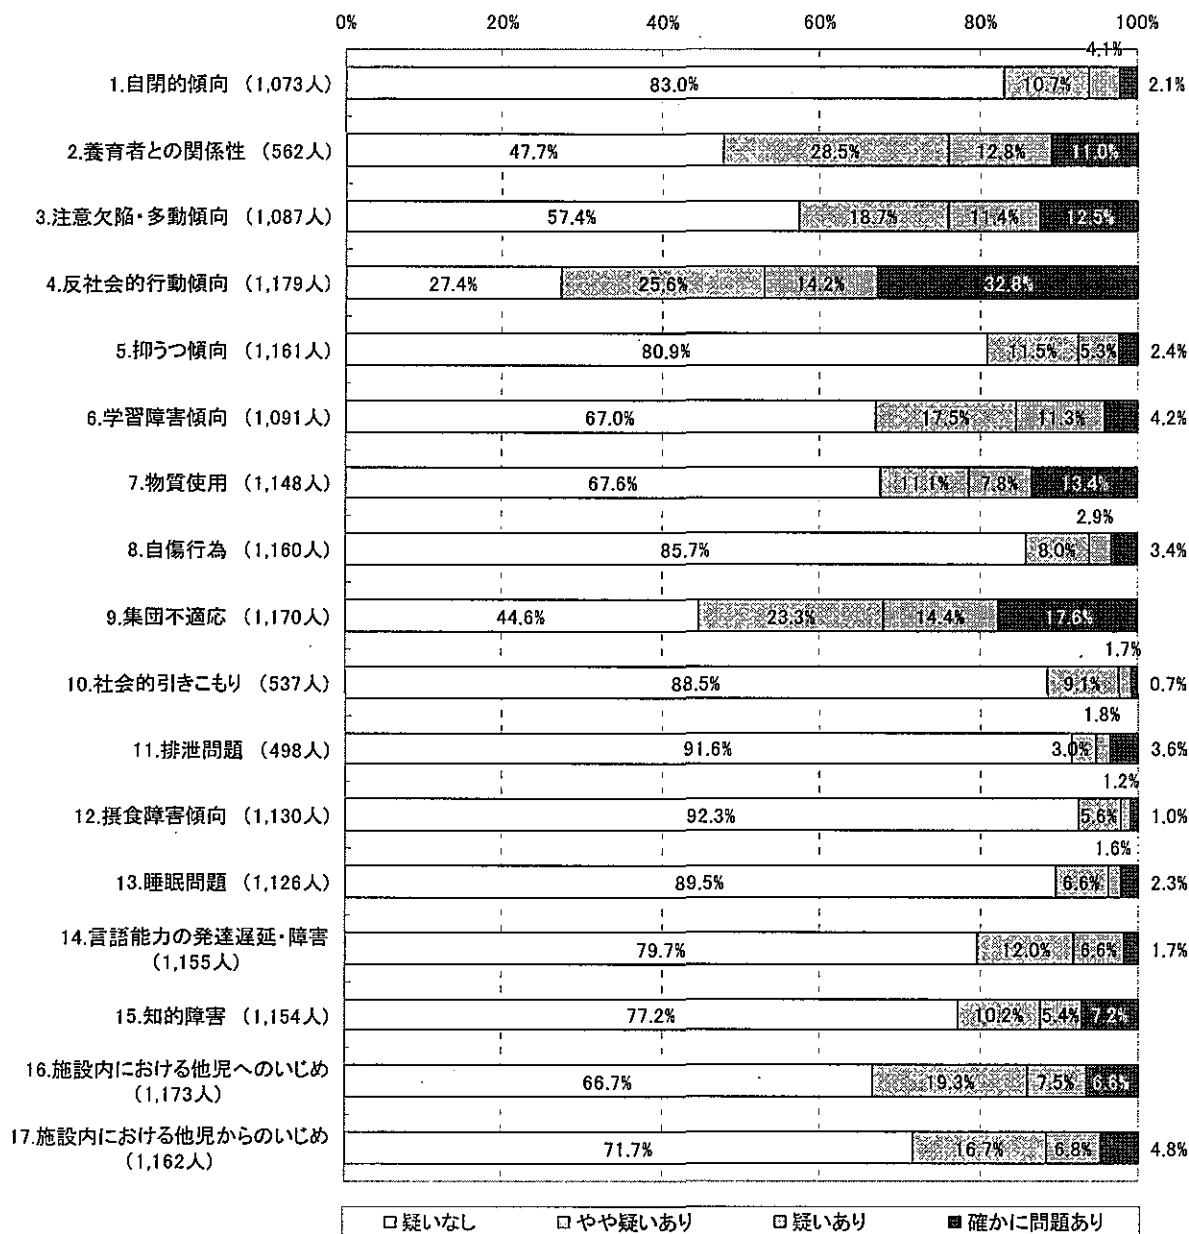 0% 20% 40% 60% 80% 100%
4.1%
1.自閉的傾向 (1,073人) 83.0% 10.7% 2.1%
2.養育者との関係性 (562人) 47.7% 28.5% 12.8% 11.0%
3.注意欠陥・多動傾向 (1,087人) 57.4% 18.7% 11.4% 12.5%
4.反社会的行動傾向 (1,179人) 27.4% 25.6% 14.2% 32.8%
5.抑うつ傾向 (1,161人) 80.9% 11.5% 5.3% 2.4%
6.学習障害傾向 (1,091人) 67.0% 17.5% 11.3% 4.2%
7.物質使用 (1,148人) 67.6% 11.1% 7.8% 13.4%
2.9%
8.自傷行為 (1,160人) 85.7% 8.0% 3.4%
9.集団不適応 (1,170人) 44.6% 23.3% 14.4% 17.6%
1.7%
10.社会的引きこもり (537人) 88.5% 9.1% 0.7%
1.8%
11.排泄問題 (498人) 91.6% 3.0% 3.6%
1.2%
12.摂食障害傾向 (1,130人) 92.3% 5.6% 1.0%
1.6%
13.睡眠問題 (1,126人) 89.5% 6.6% 2.3%
14.言語能力の発達遅延・障害
(1,155人) 79.7% 12.0% 6.6% 1.7%
15.知的障害 (1,154人) 77.2% 10.2% 5.4% 7.2%
16.施設内における他児へのいじめ
(1,173人) 66.7% 19.3% 7.5% 6.6%
17.施設内における他児からのいじめ
(1,162人) 71.7% 16.7% 6.8% 4.8%
疑いなし やや疑いあり 疑いあり 確かに問題あり